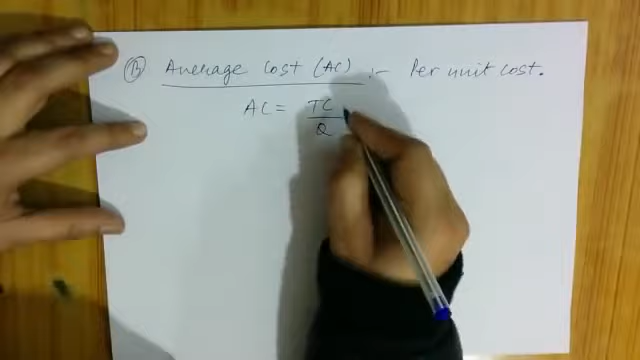 (B) Average Cost (AC) :- Per unit cost.
AC = TC
Q